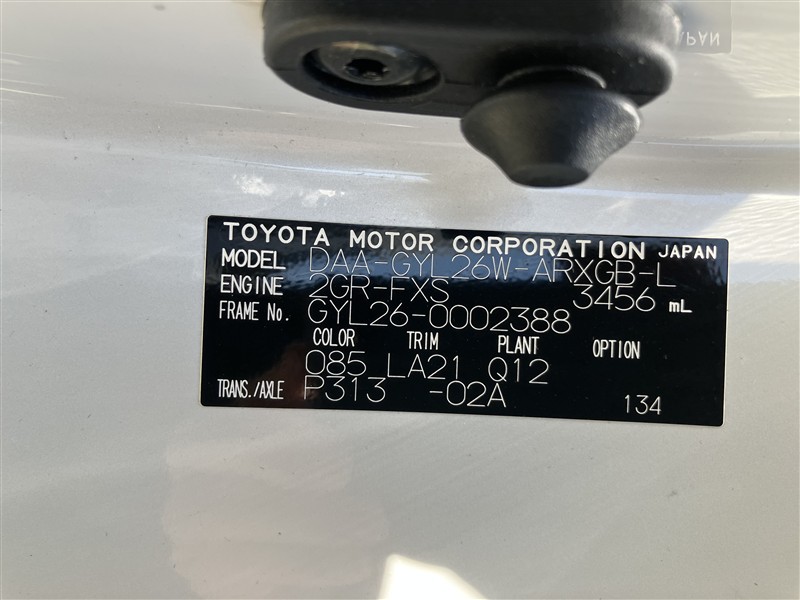 JAPAN
TOYOTA MOTOR CORPORATION JAPAN
MODEL DAA-GYL26W-ARXGB-L
ENGINE 2GR-FXS 3456 mL
FRAME No. GYL26-0002388
COLOR TRIM PLANT OPTION
085 LA21 Q12
TRANS./AXLE P313 -02A 134